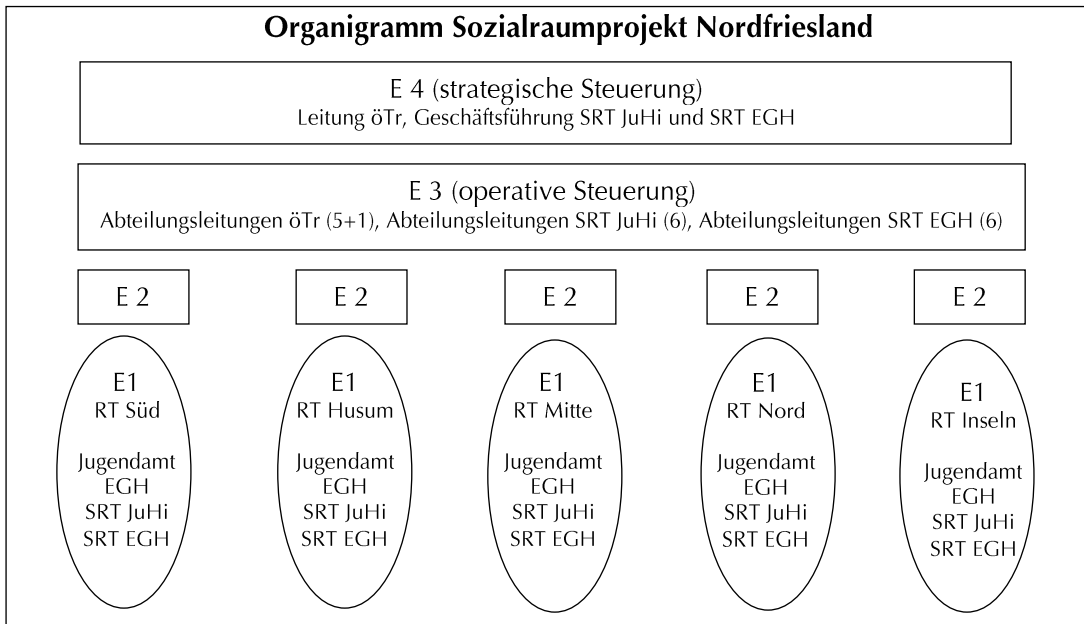 Organigramm Sozialraumprojekt Nordfriesland
E 4 (strategische Steuerung)
Leitung öTr, Geschäftsführung SRT JuHi und SRT EGH
E 3 (operative Steuerung)
Abteilungsleitungen öTr (5+1), Abteilungsleitungen SRT JuHi (6), Abteilungsleitungen SRT EGH (6)
E 2
E 2
E 2
E 2
E 2
E1
RT Süd
Jugendamt
EGH
SRT JuHi
SRT EGH
E1
RT Husum
Jugendamt
EGH
SRT JuHi
SRT EGH
E1
RT Mitte
Jugendamt
EGH
SRT JuHi
SRT EGH
E1
RT Nord
Jugendamt
EGH
SRT JuHi
SRT EGH
E1
RT Inseln
Jugendamt
EGH
SRT JuHi
SRT EGH